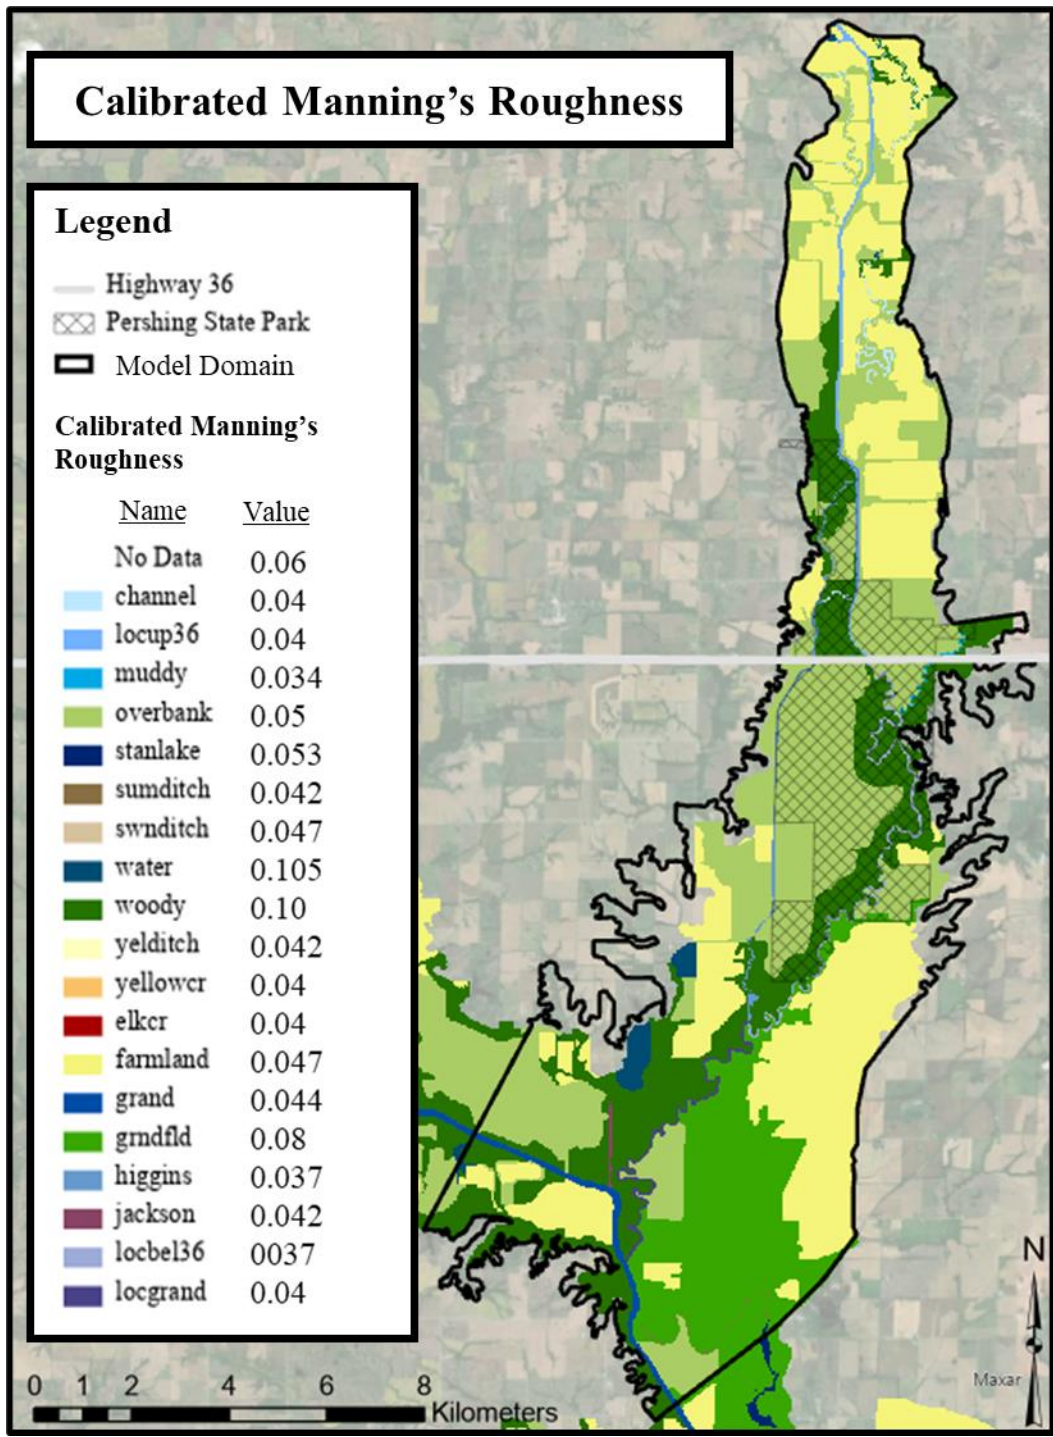 Calibrated Manning's Roughness
Legend
Highway 36
Pershing State Park
Model Domain
Calibrated Manning's
Roughness
Name Value
No Data 0.06
channel 0.04
locup36 0.04
muddy 0.034
overbank 0.05
stanlake 0.053
sumditch 0.042
swnditch 0.047
water 0.105
woody 0.10
yelditch 0.042
yellowcr 0.04
elkcr 0.04
farmland 0.047
grand 0.044
grndfld 0.08
higgins 0.037
jackson 0.042
locbel36 0037
locgrand 0.04
N
Maxar
0 1 2 4 6 8
Kilometers